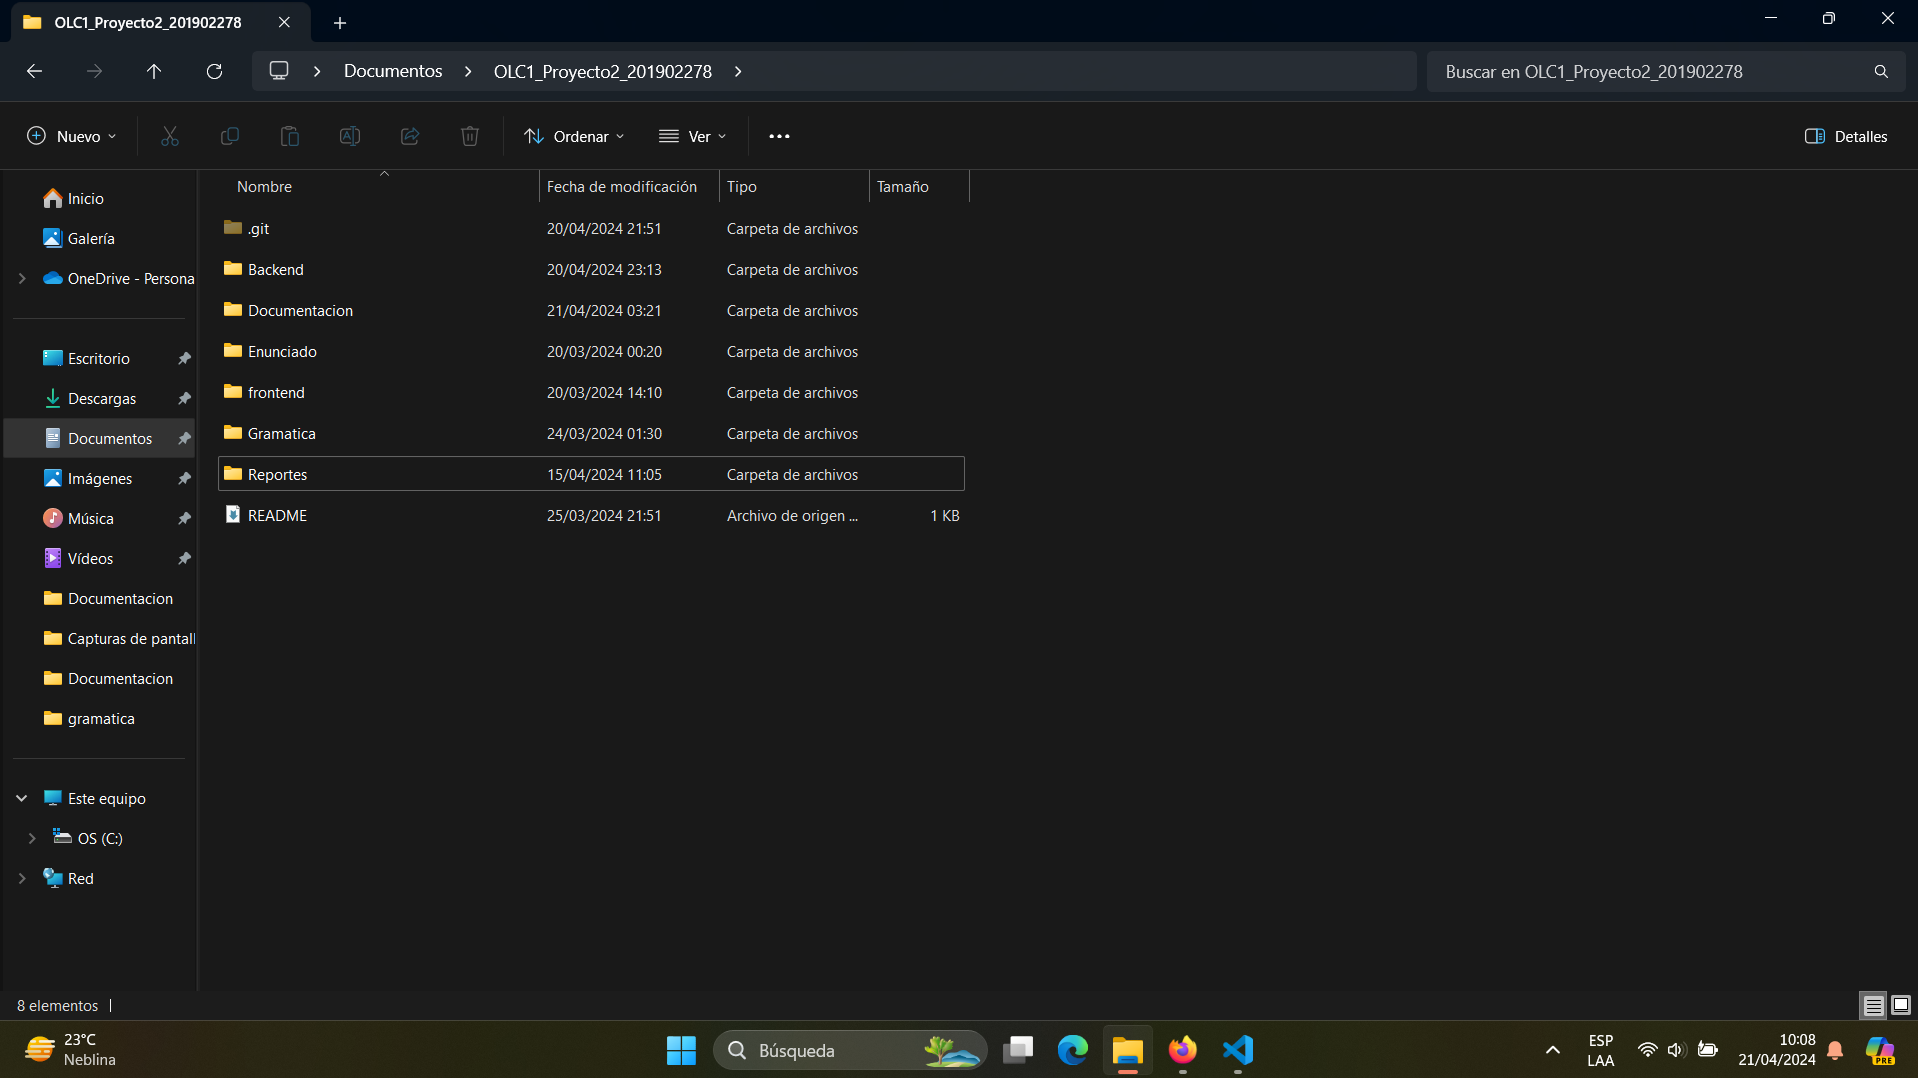 OLC1_Proyecto2_201902278
Documentos
OLC1_Proyecto2_201902278
Buscar en OLC1_Proyecto2_201902278
Nuevo
Ordenar
Ver
Detalles
Inicio
Galería
OneDrive - Persona
Escritorio
Descargas
Documentos
Imágenes
Música
Vídeos
Documentacion
Capturas de pantall
Documentacion
gramatica
Este equipo
OS (C:)
Red
Nombre Fecha de modificación Tipo Tamaño
.git 20/04/2024 21:51 Carpeta de archivos
Backend 20/04/2024 23:13 Carpeta de archivos
Documentacion 21/04/2024 03:21 Carpeta de archivos
Enunciado 20/03/2024 00:20 Carpeta de archivos
frontend 20/03/2024 14:10 Carpeta de archivos
Gramatica 24/03/2024 01:30 Carpeta de archivos
Reportes 15/04/2024 11:05 Carpeta de archivos
README 25/03/2024 21:51 Archivo de origen ... 1 KB
8 elementos
23°C
Neblina
Búsqueda
ESP
LAA
10:08
21/04/2024
PRE